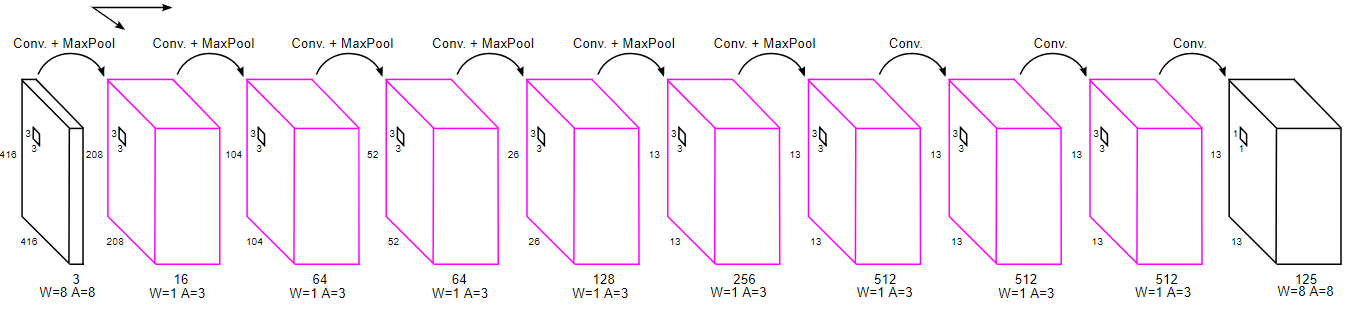 Conv. + MaxPool
Conv. + MaxPool
Conv. + MaxPool
Conv. + MaxPool
Conv. + MaxPool
Conv. + MaxPool
Conv.
Conv.
Conv.
3
3
416
416
3
W=8 A=8
3
3
208
208
16
W=1 A=3
3
3
104
104
64
W=1 A=3
3
3
52
52
64
W=1 A=3
3
3
26
26
128
W=1 A=3
3
3
13
13
256
W=1 A=3
3
3
13
13
512
W=1 A=3
3
3
13
13
512
W=1 A=3
3
3
13
13
512
W=1 A=3
1
1
13
13
125
W=8 A=8